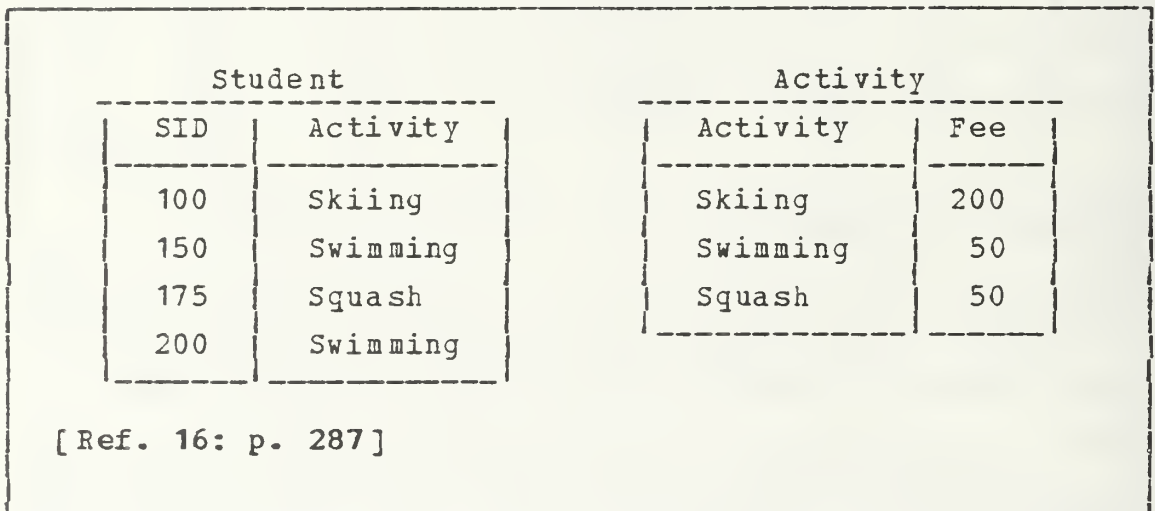 Student Activity
SID Activity Activity Fee
100 Skiing Skiing 200
150 Swimming Swimming 50
175 Squash Squash 50
200 Swimming
[Ref. 16: p. 287]